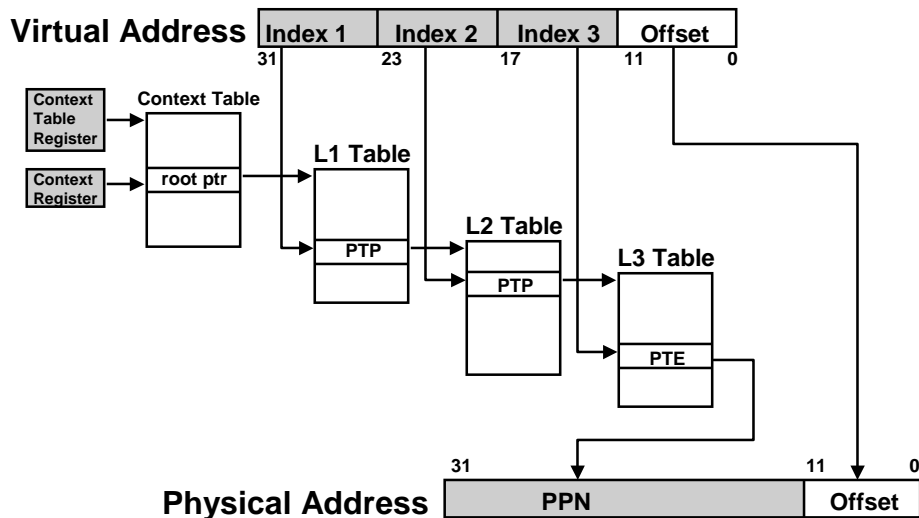 Virtual Address
Index 1
Index 2
Index 3
Offset
31
23
17
11
0
Context
Table
Register
Context Table
Context
Register
root ptr
L1 Table
PTP
L2 Table
PTP
L3 Table
PTE
31
11
0
Physical Address
PPN
Offset